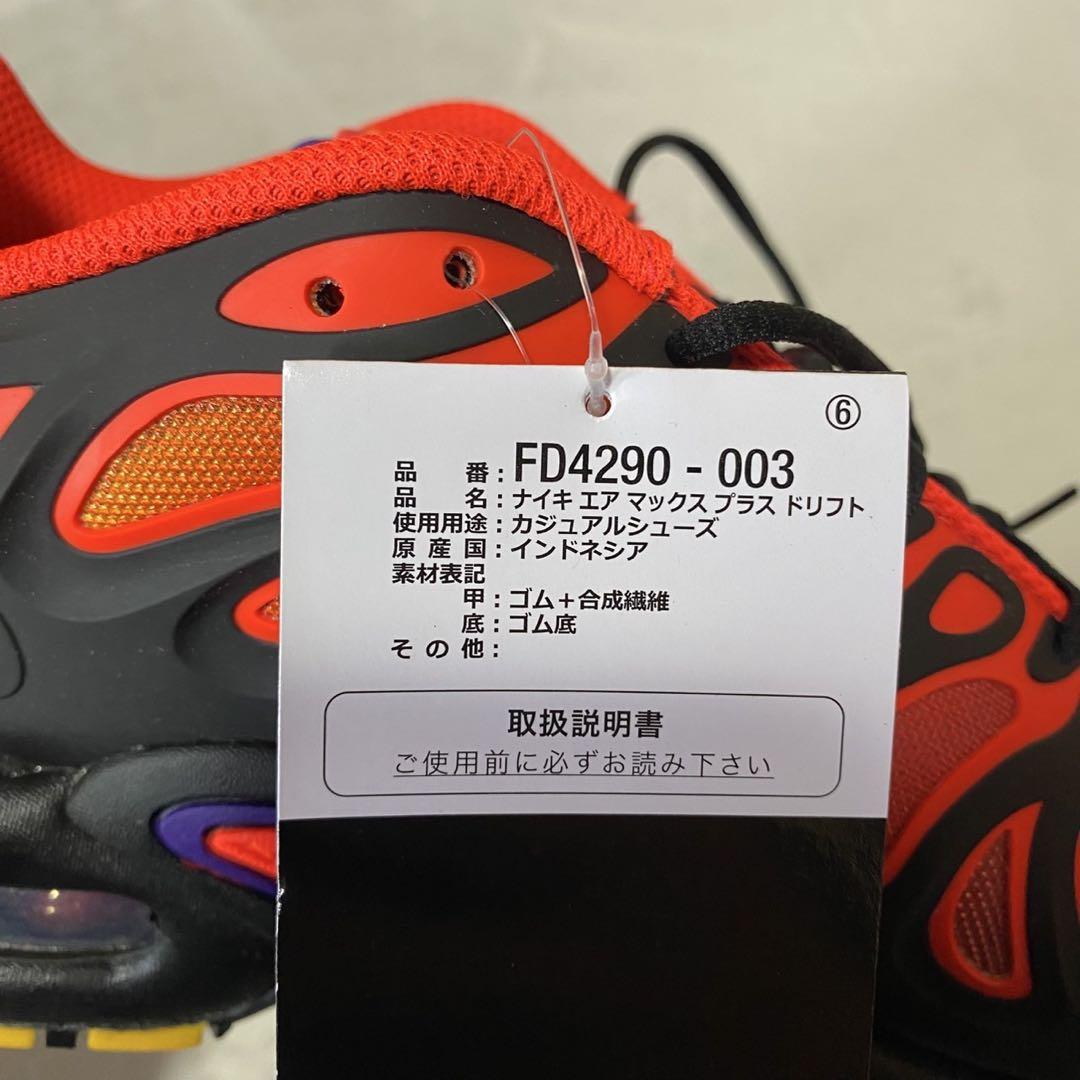 ⑥
品 番：FD4290 - 003
品 名：ナイキ エア マックス プラス ドリフト
使用用途：カジュアルシューズ
原 産 国：インドネシア
素材表記
甲：ゴム＋合成繊維
底：ゴム底
そ の 他：
取扱説明書
ご使用前に必ずお読み下さい